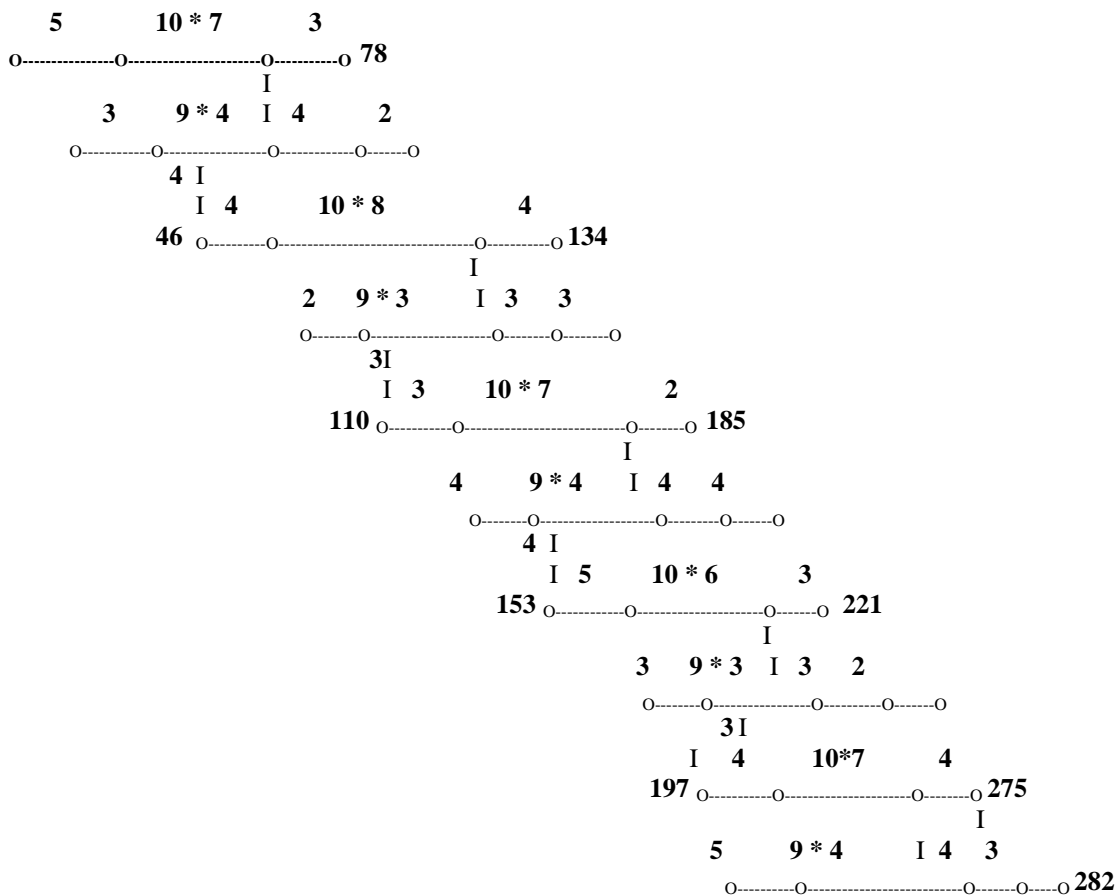 5 10 * 7 3
O---------------O----------------------O----------O 78
I
3 9 * 4 I 4 2
O-----------O----------------O------------O-------O
4 I
I 4 10 * 8 4
46 O---------O------------------------------O----------O 134
I
2 9 * 3 I 3 3
O-------O------------------O-------O-------O
3I
I 3 10 * 7 2
110 O----------O------------------------O--------O 185
I
4 9 * 4 I 4 4
O-------O----------------O--------O------O
4 I
I 5 10 * 6 3
153 O-----------O-------------------O------O 221
I
3 9 * 3 I 3 2
O-------O--------------O---------O------O
3 I
I 4 10*7 4
197 O----------O-------------------O-------O 275
I
5 9 * 4 I 4 3
O---------O-----------------------O------O-----O 282